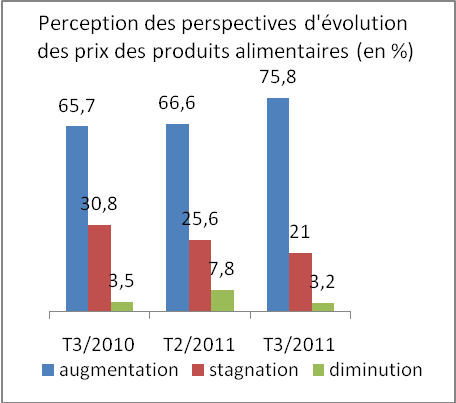 Perception des perspectives d'évolution
des prix des produits alimentaires (en %)
65,7
30,8
3,5
66,6
25,6
7,8
75,8
21
3,2
T3/2010 T2/2011 T3/2011
augmentation stagnation diminution